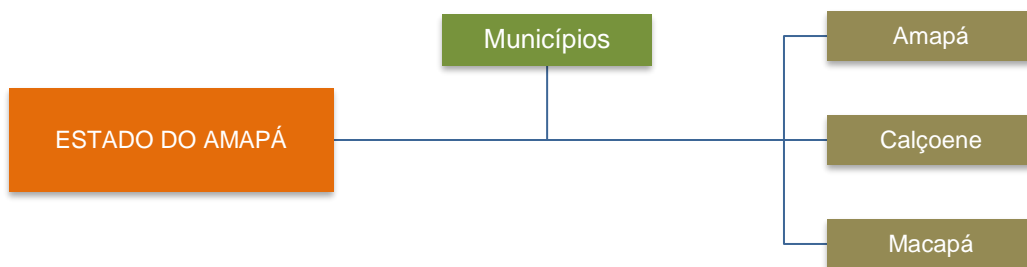 Municípios
ESTADO DO AMAPÁ
Amapá
Calçoene
Macapá